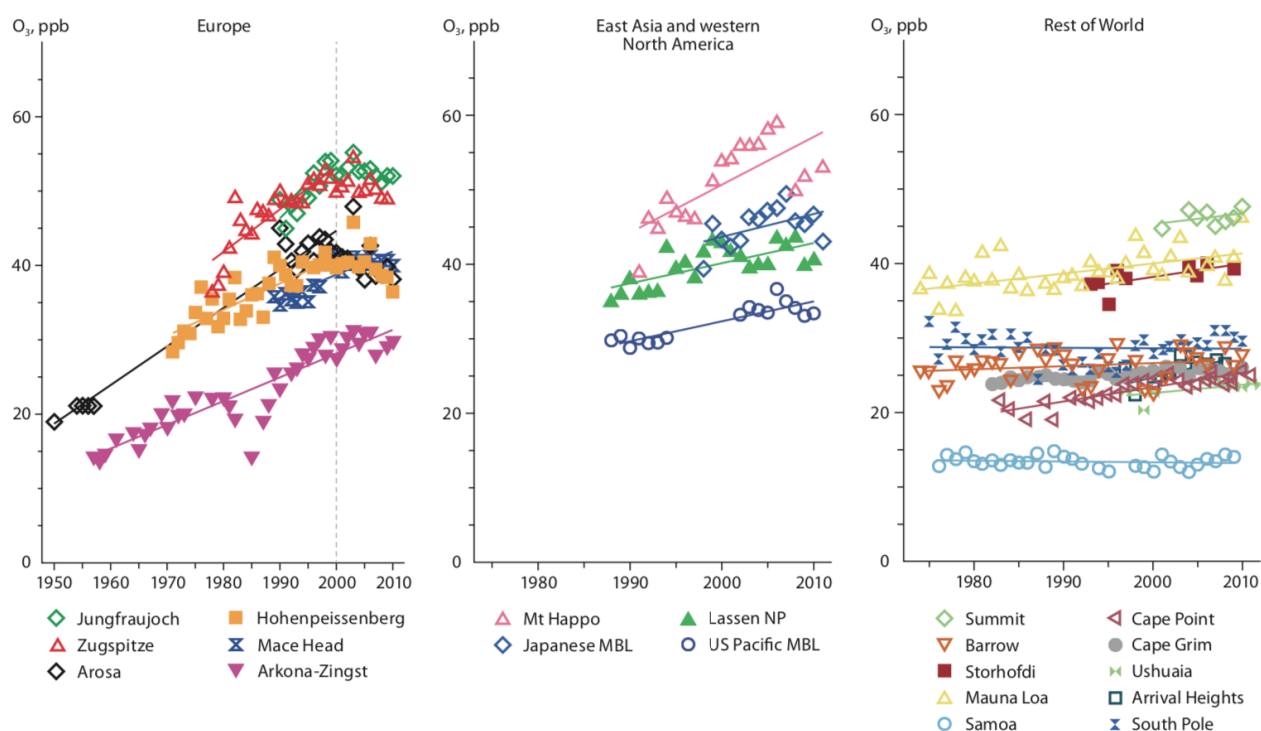 O₃, ppb
Europe
60
40
20
0
1950 1960 1970 1980 1990 2000 2010
Jungfraujoch
Zugspitze
Arosa
Hohenpeissenberg
Mace Head
Arkona-Zingst
O₃, ppb
East Asia and western
North America
60
40
20
0
1980 1990 2000 2010
Mt Happo
Japanese MBL
Lassen NP
US Pacific MBL
O₃, ppb
Rest of World
60
40
20
0
1980 1990 2000 2010
Summit
Barrow
Storhofdi
Mauna Loa
Samoa
Cape Point
Cape Grim
Ushuaia
Arrival Heights
South Pole